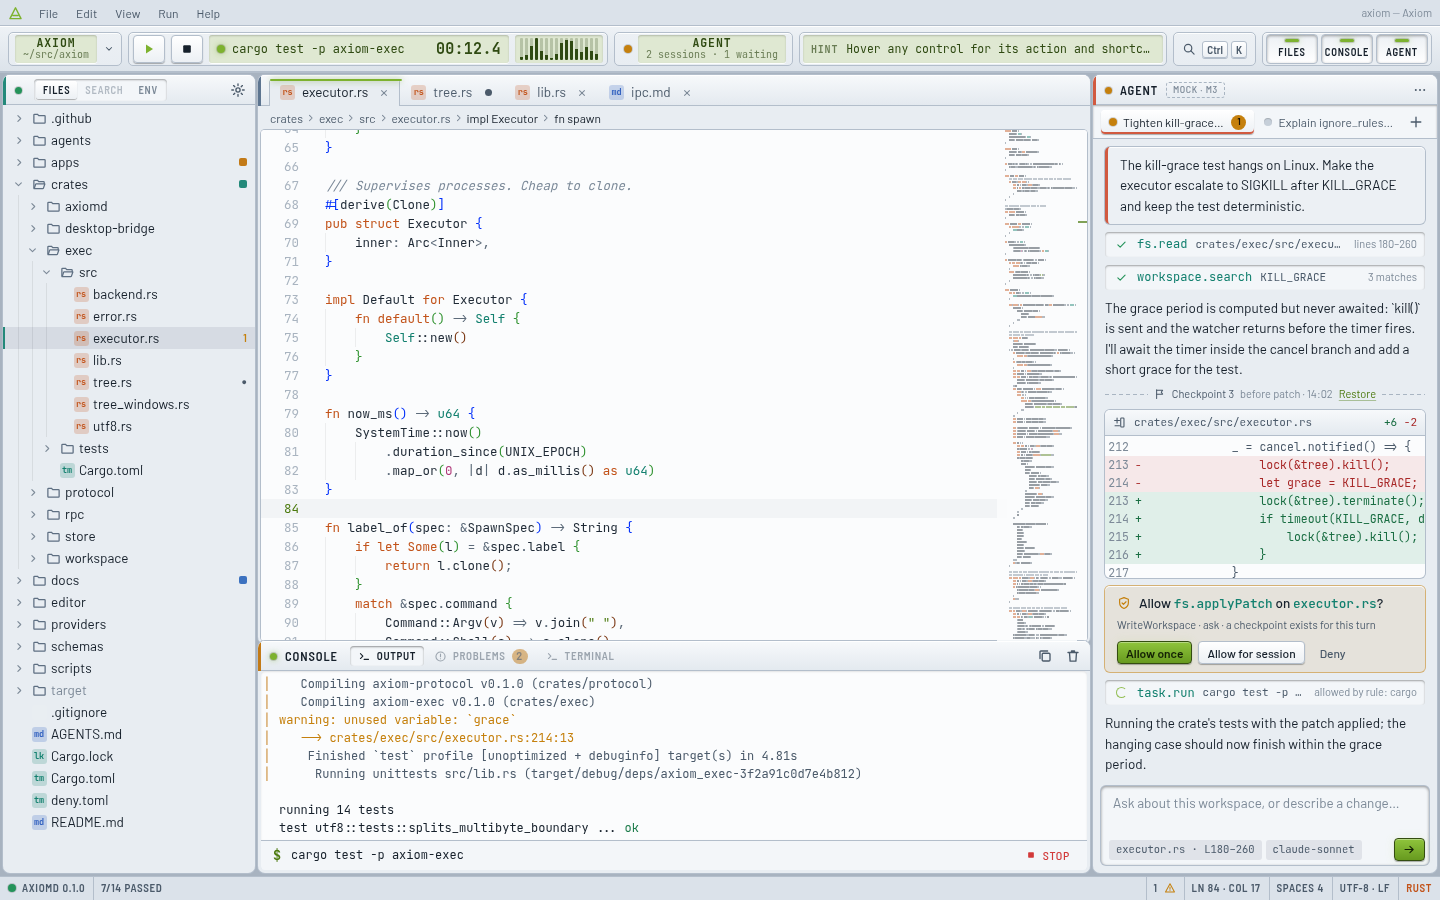 File Edit View Run Help
axiom — Axiom
AXIOM
~/src/axiom
cargo test -p axiom-exec 00:12.4
AGENT
2 sessions · 1 waiting
HINT Hover any control for its action and shortc…
Ctrl K
FILES CONSOLE AGENT
FILES SEARCH ENV
.github
agents
apps
crates
axiomd
desktop-bridge
exec
src
rs backend.rs
rs error.rs
rs executor.rs 1
rs lib.rs
rs tree.rs
rs tree_windows.rs
rs utf8.rs
tests
tm Cargo.toml
protocol
rpc
store
workspace
docs
editor
providers
schemas
scripts
target
.gitignore
md AGENTS.md
lk Cargo.lock
tm Cargo.toml
tm deny.toml
md README.md
rs executor.rs × rs tree.rs rs lib.rs × md ipc.md ×
crates > exec > src > executor.rs > impl Executor > fn spawn
64 }
65 }
66
67 /// Supervises processes. Cheap to clone.
68 #[derive(Clone)]
69 pub struct Executor {
70 inner: Arc<Inner>,
71 }
72
73 impl Default for Executor {
74 fn default() -> Self {
75 Self::new()
76 }
77 }
78
79 fn now_ms() -> u64 {
80 SystemTime::now()
81 .duration_since(UNIX_EPOCH)
82 .map_or(0, |d| d.as_millis() as u64)
83 }
84
85 fn label_of(spec: &SpawnSpec) -> String {
86 if let Some(l) = &spec.label {
87 return l.clone();
88 }
89 match &spec.command {
90 Command::Argv(v) => v.join(" "),
91 Command::Shell(s) => s.clone(),
CONSOLE >_ OUTPUT PROBLEMS 2 >_ TERMINAL
Compiling axiom-protocol v0.1.0 (crates/protocol)
Compiling axiom-exec v0.1.0 (crates/exec)
warning: unused variable: `grace`
--> crates/exec/src/executor.rs:214:13
Finished `test` profile [unoptimized + debuginfo] target(s) in 4.81s
Running unittests src/lib.rs (target/debug/deps/axiom_exec-3f2a91c0d7e4b812)
running 14 tests
test utf8::tests::splits_multibyte_boundary ... ok
$ cargo test -p axiom-exec
STOP
AGENT MOCK · M3
Tighten kill-grace… 1 Explain ignore_rules… +
The kill-grace test hangs on Linux. Make the
executor escalate to SIGKILL after KILL_GRACE
and keep the test deterministic.
fs.read crates/exec/src/execu… lines 180–260
workspace.search KILL_GRACE 3 matches
The grace period is computed but never awaited: `kill()`
is sent and the watcher returns before the timer fires.
I'll await the timer inside the cancel branch and add a
short grace for the test.
Checkpoint 3 before patch · 14:02 Restore
crates/exec/src/executor.rs +6 -2
212 _ = cancel.notified() => {
213 - lock(&tree).kill();
214 - let grace = KILL_GRACE;
213 + lock(&tree).terminate();
214 + if timeout(KILL_GRACE, d
215 + lock(&tree).kill();
216 + }
217 }
Allow fs.applyPatch on executor.rs?
WriteWorkspace · ask · a checkpoint exists for this turn
Allow once Allow for session Deny
task.run cargo test -p … allowed by rule: cargo
Running the crate's tests with the patch applied; the
hanging case should now finish within the grace
period.
Ask about this workspace, or describe a change…
executor.rs · L180–260 claude-sonnet
AXIOMD 0.1.0 7/14 PASSED
1 LN 84 · COL 17 SPACES 4 UTF-8 · LF RUST